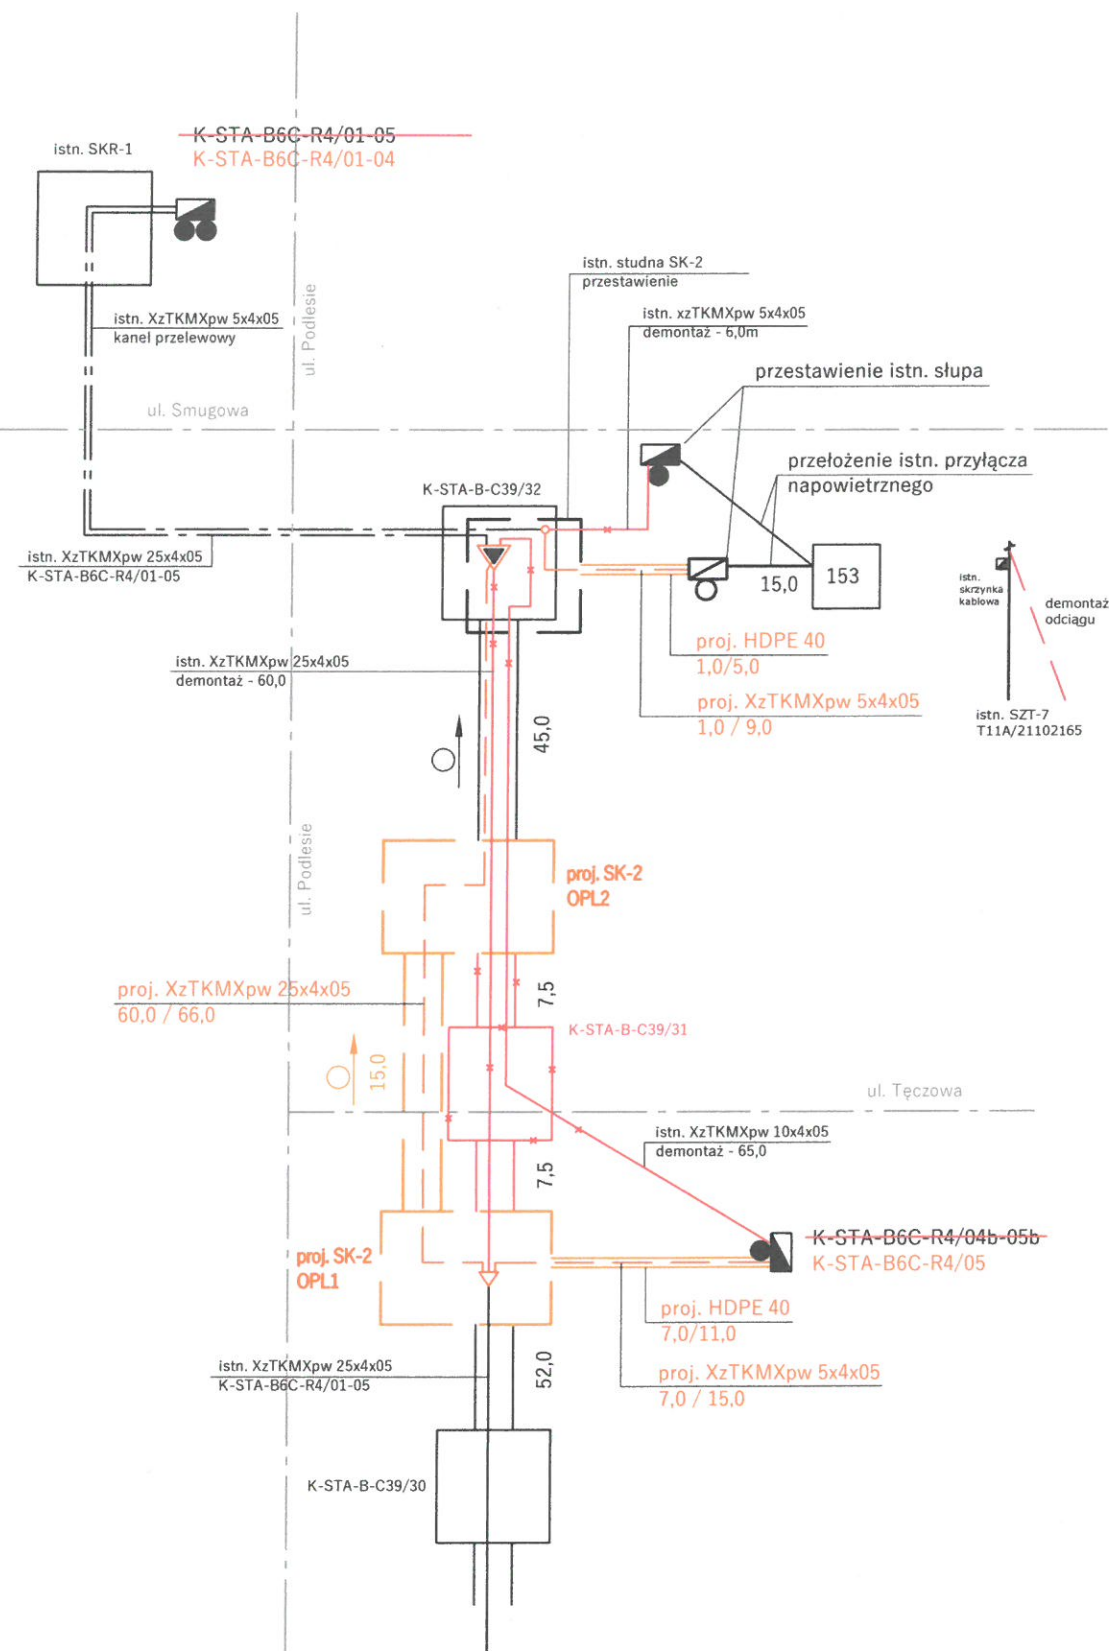 K-STA-B6C-R4/01-05
istn. SKR-1
K-STA-B6C-R4/01-04
istn. studna SK-2
przestawienie
ul. Podlesie
istn. XzTKMXpw 5x4x05
kanel przelewowy
istn. xzTKMXpw 5x4x05
demontaż - 6,0m
przestawienie istn. słupa
ul. Smugowa
przełożenie istn. przyłącza
napowietrznego
K-STA-B-C39/32
istn. XzTKMXpw 25x4x05
K-STA-B6C-R4/01-05
15,0
153
istn.
skrzynka
kablowa
demontaż
odciągu
proj. HDPE 40
1,0/5,0
istn. XzTKMXpw 25x4x05
demontaż - 60,0
proj. XzTKMXpw 5x4x05
1,0 / 9,0
istn. SZT-7
T11A/21102165
45,0
ul. Podlesie
proj. SK-2
OPL2
proj. XzTKMXpw 25x4x05
60,0 / 66,0
7,5
K-STA-B-C39/31
15,0
ul. Tęczowa
istn. XzTKMXpw 10x4x05
demontaż - 65,0
7,5
K-STA-B6C-R4/04b-05b
K-STA-B6C-R4/05
proj. SK-2
OPL1
proj. HDPE 40
7,0/11,0
istn. XzTKMXpw 25x4x05
K-STA-B6C-R4/01-05
52,0
proj. XzTKMXpw 5x4x05
7,0 / 15,0
K-STA-B-C39/30